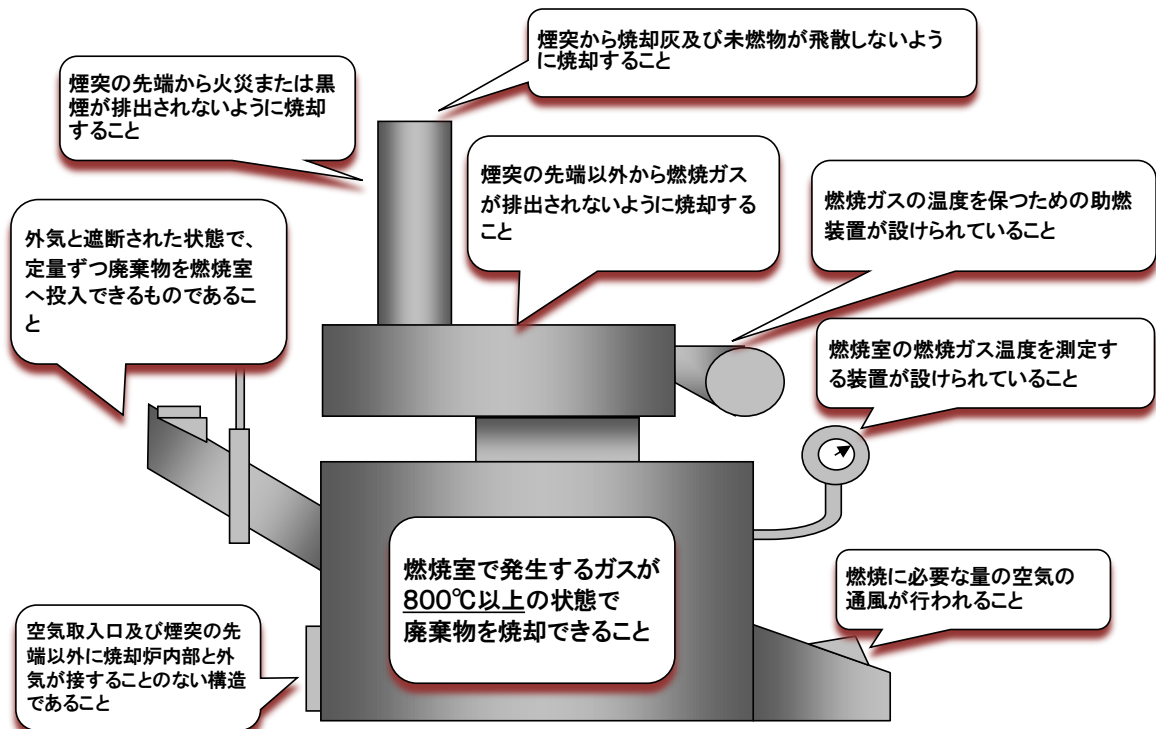 煙突から焼却灰及び未燃物が飛散しないよう
に焼却すること
煙突の先端から火災または黒
煙が排出されないように焼却
すること
煙突の先端以外から燃焼ガス
が排出されないように焼却する
こと
燃焼ガスの温度を保つための助燃
装置が設けられていること
外気と遮断された状態で、
定量ずつ廃棄物を燃焼室
へ投入できるものであるこ
と
燃焼室の燃焼ガス温度を測定す
る装置が設けられていること
燃焼室で発生するガスが
800℃以上の状態で
廃棄物を焼却できること
燃焼に必要な量の空気の
通風が行われること
空気取入口及び煙突の先
端以外に焼却炉内部と外
気が接することのない構造
であること